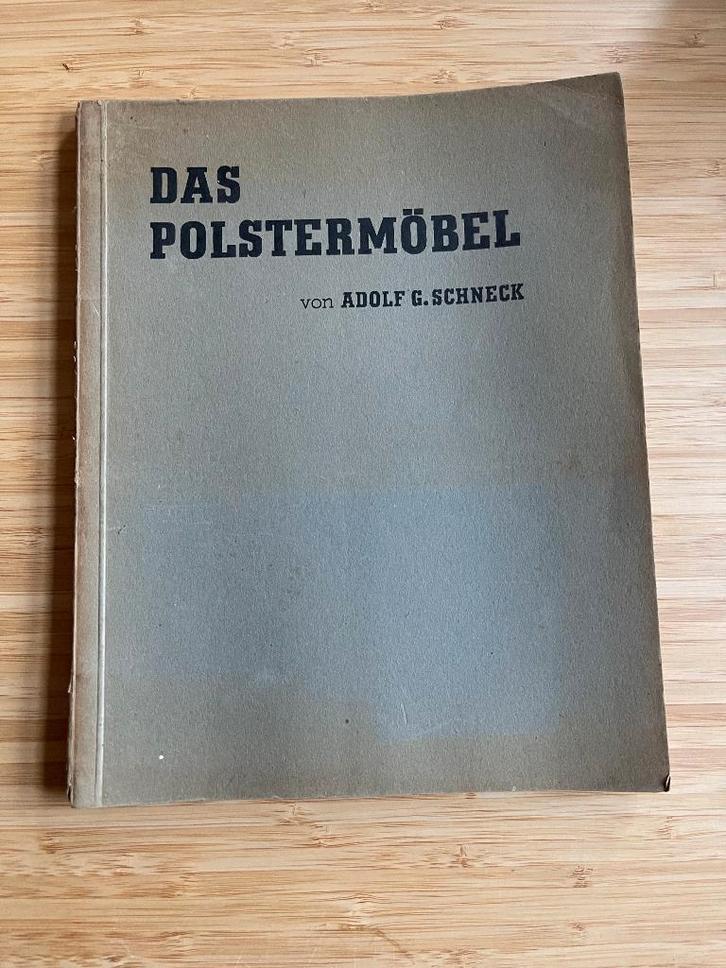 DAS
POLSTERMÖBEL
von ADOLF G. SCHNECK